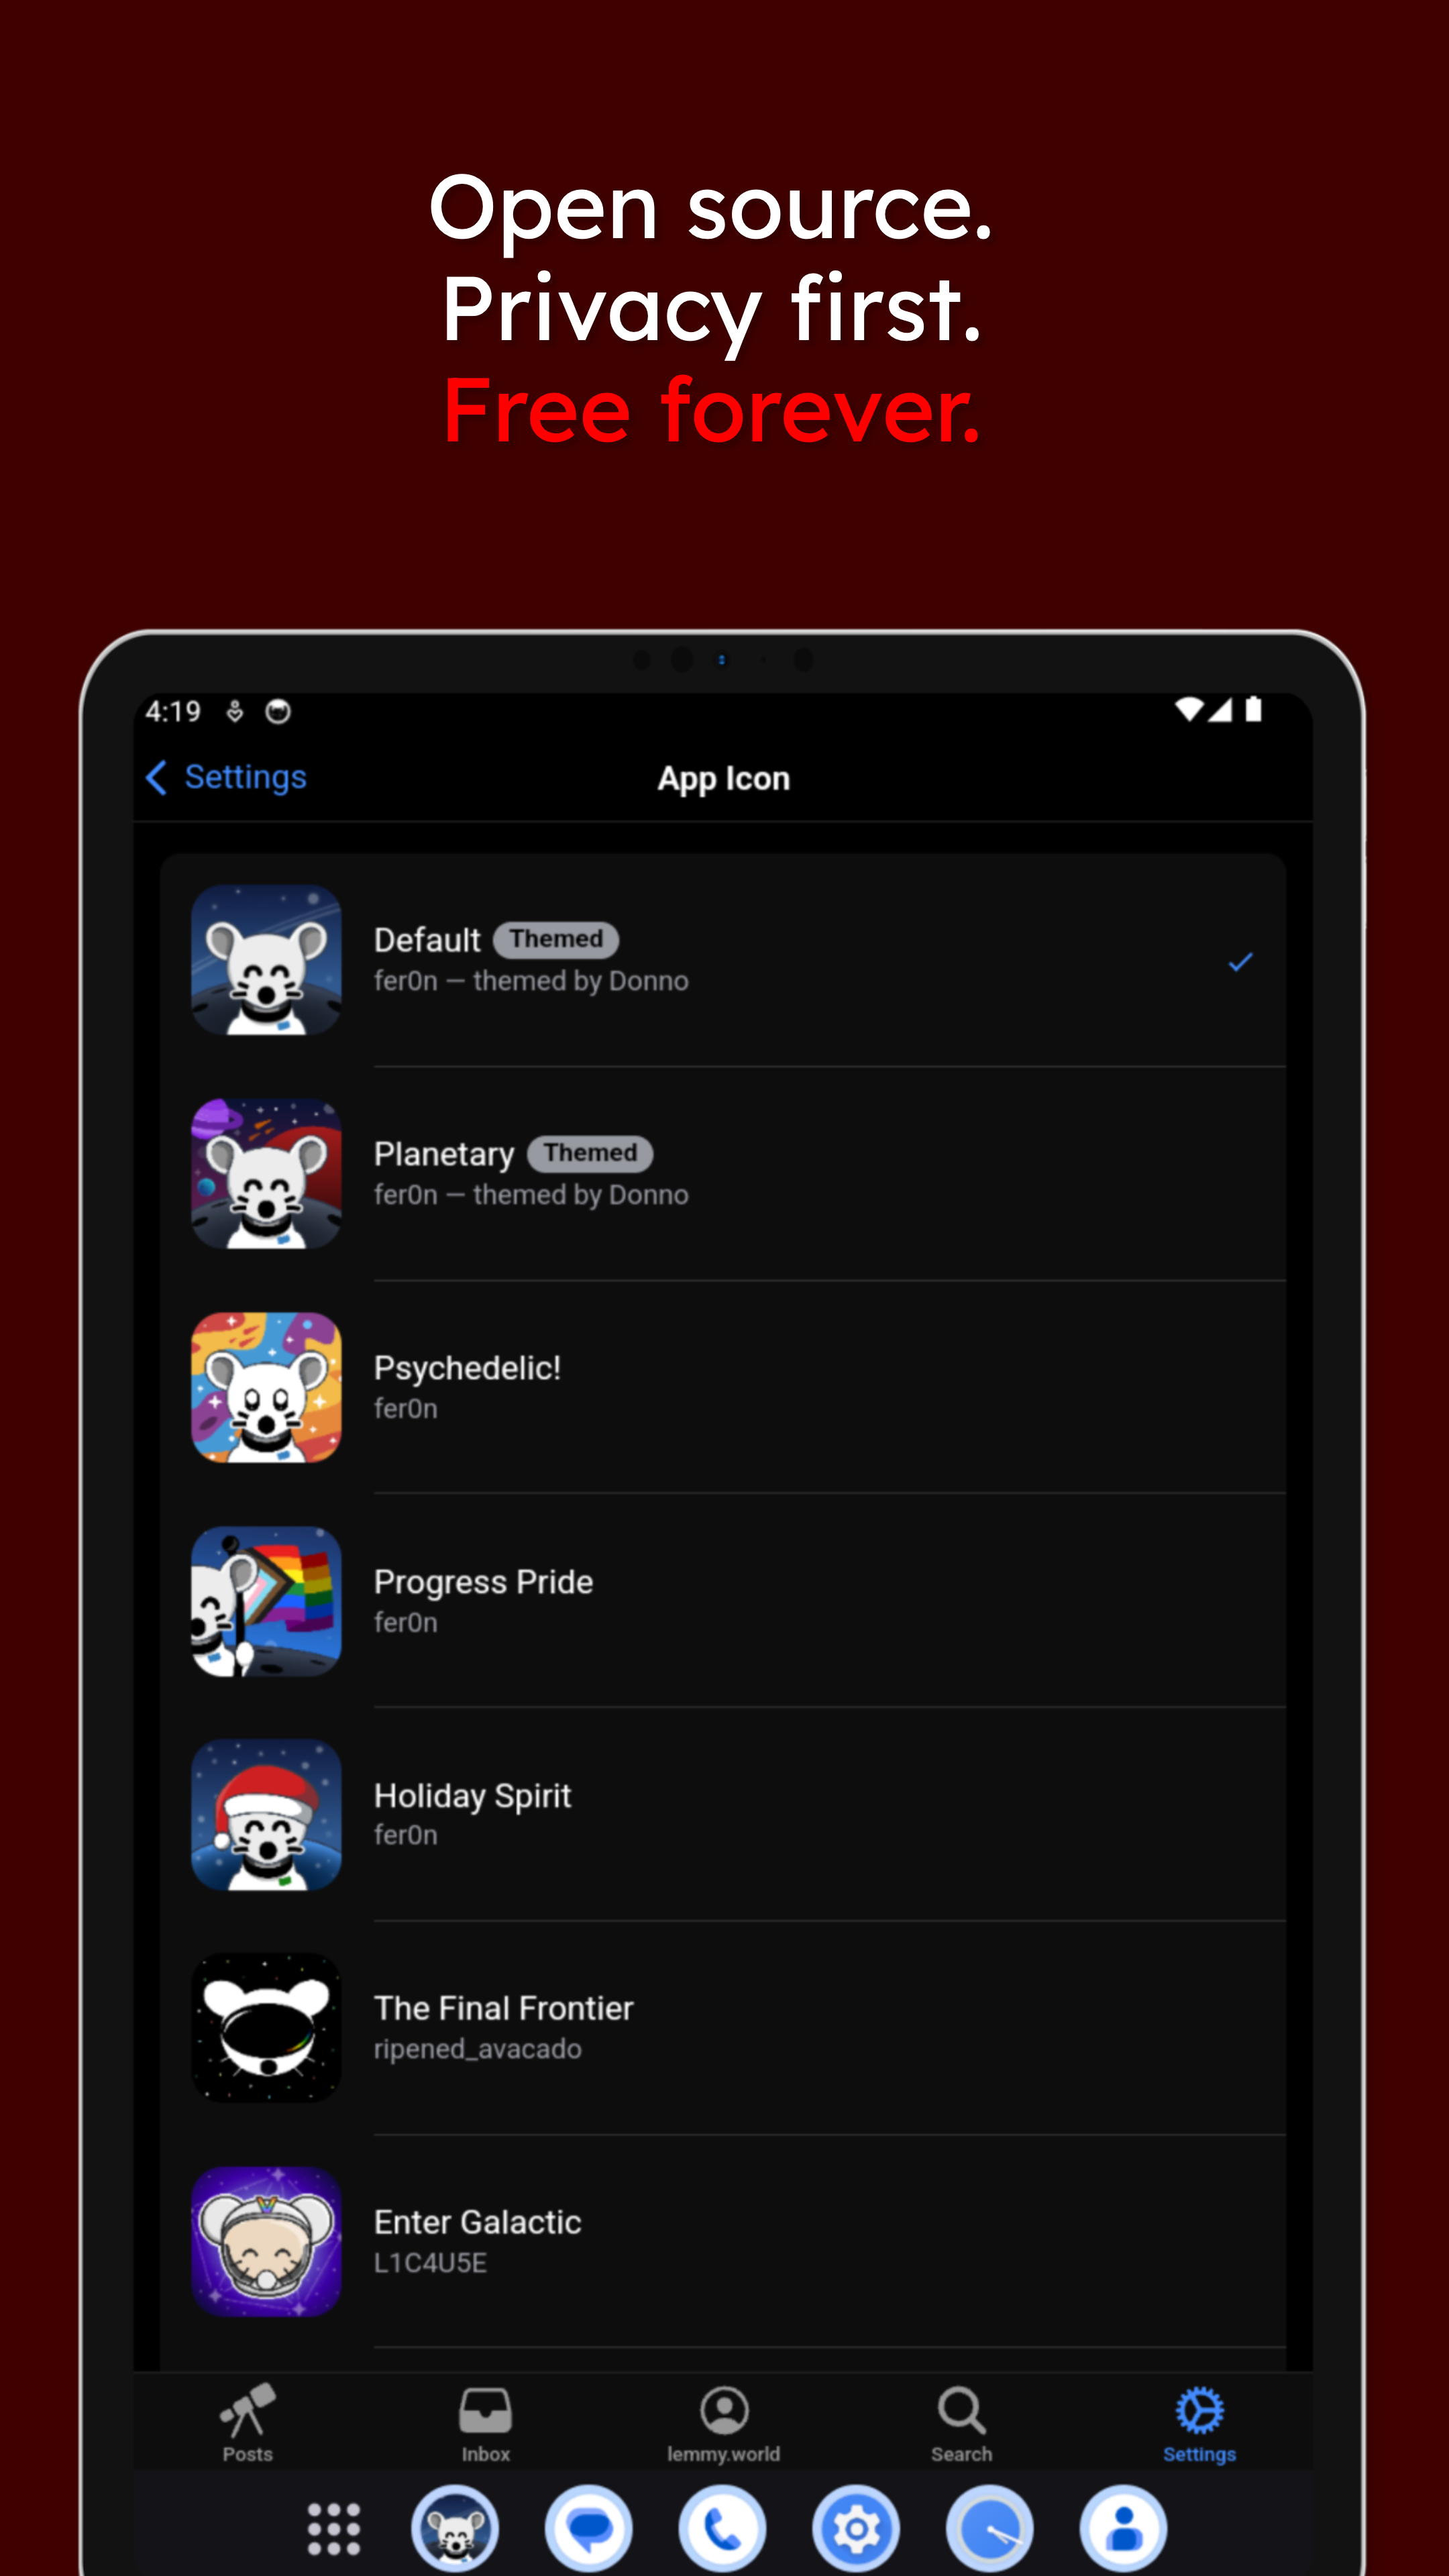 Open source.
Privacy first.
Free forever.
4:19
Settings
App Icon
Default Themed
fer0n — themed by Donno
Planetary Themed
fer0n — themed by Donno
Psychedelic!
fer0n
Progress Pride
fer0n
Holiday Spirit
fer0n
The Final Frontier
ripened_avacado
Enter Galactic
L1C4U5E
Posts
Inbox
lemmy.world
Search
Settings